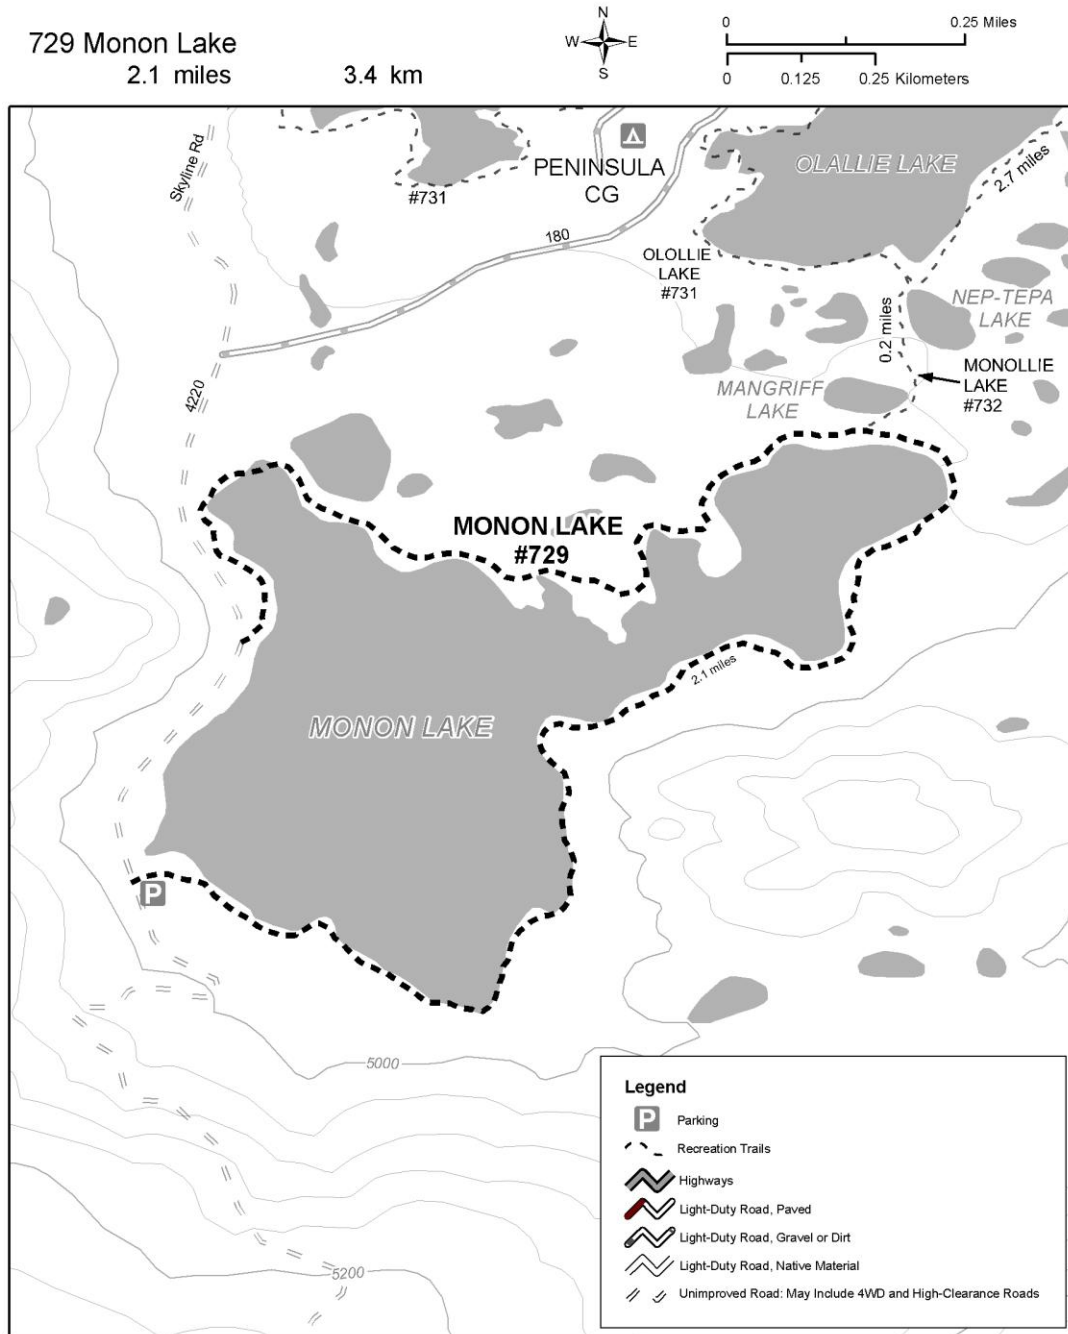 729 Monon Lake
2.1 miles 3.4 km
N
W E
S
0 0.25 Miles
0 0.125 0.25 Kilometers
Skyline Rd
#731
PENINSULA
CG
OLALLIE LAKE
2.7 miles
180
OLOLLIE
LAKE
#731
NEP-TEPA
LAKE
0.2 miles
MONOLLIE
LAKE
#732
4220
MANGRIFF
LAKE
MONON LAKE
#729
2.1 miles
MONON LAKE
P
5000
5200
Legend
P Parking
Recreation Trails
Highways
Light-Duty Road, Paved
Light-Duty Road, Gravel or Dirt
Light-Duty Road, Native Material
Unimproved Road: May Include 4WD and High-Clearance Roads